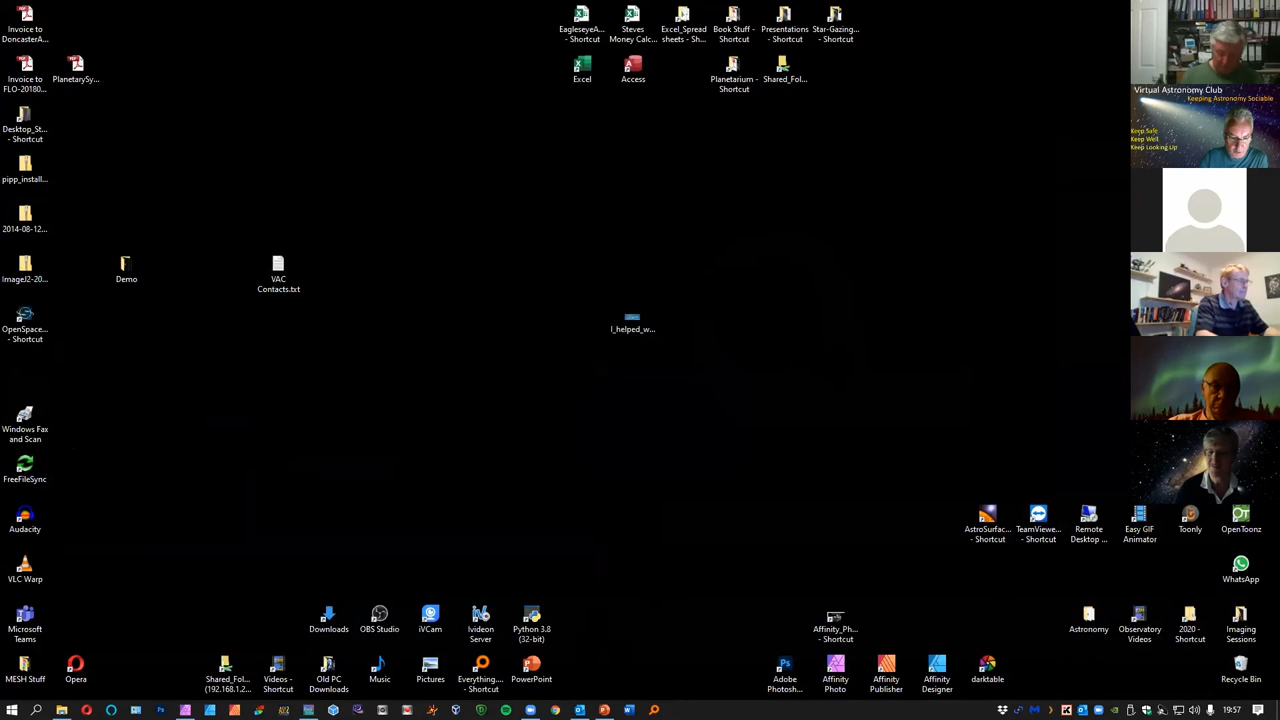 Invoice to
DoncasterA...
EagleseyeA...
- Shortcut
Steves
Money Calc...
Excel_Spread
sheets - Sh...
Book Stuff -
Shortcut
Presentations
- Shortcut
Star-Gazing...
- Shortcut
Invoice to
FLO-20180...
PlanetarySy...
Excel
Access
Planetarium -
Shortcut
Shared_Fol...
Virtual Astronomy Club
Keeping Astronomy Sociable
Keep Safe
Keep Well
Keep Looking Up
Desktop_St...
- Shortcut
pipp_install...
2014-08-12...
ImageJ2-20...
Demo
VAC
Contacts.txt
OpenSpace...
- Shortcut
I_helped_w...
Windows Fax
and Scan
FreeFileSync
Audacity
AstroSurfac...
- Shortcut
TeamViewe...
- Shortcut
Remote
Desktop ...
Easy GIF
Animator
Toonly
OpenToonz
VLC Warp
WhatsApp
Microsoft
Teams
Downloads
OBS Studio
iVCam
Ivideon
Server
Python 3.8
(32-bit)
Affinity_Ph...
- Shortcut
Astronomy
Observatory
Videos
2020 -
Shortcut
Imaging
Sessions
MESH Stuff
Opera
Shared_Fol...
(192.168.1.2...
Videos -
Shortcut
Old PC
Downloads
Music
Pictures
Everything....
- Shortcut
PowerPoint
Adobe
Photosh...
Affinity
Photo
Affinity
Publisher
Affinity
Designer
darktable
Recycle Bin
19:57